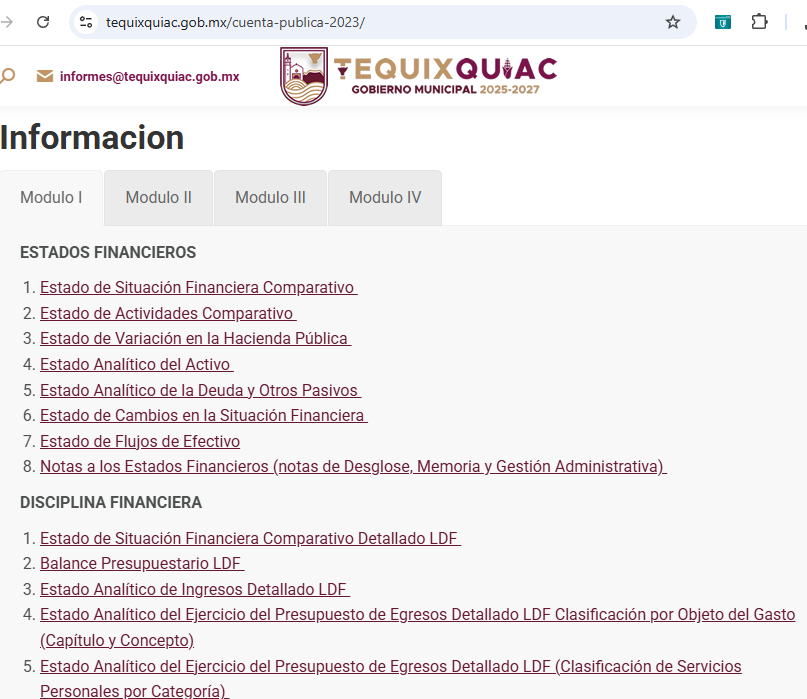 tequixquiac.gob.mx/cuenta-publica-2023/
informes@tequixquiac.gob.mx
TEQUIXQUIAC
GOBIERNO MUNICIPAL 2025-2027
Informacion
Modulo I
Modulo II
Modulo III
Modulo IV
ESTADOS FINANCIEROS
1. Estado de Situación Financiera Comparativo
2. Estado de Actividades Comparativo
3. Estado de Variación en la Hacienda Pública
4. Estado Analítico del Activo
5. Estado Analítico de la Deuda y Otros Pasivos
6. Estado de Cambios en la Situación Financiera
7. Estado de Flujos de Efectivo
8. Notas a los Estados Financieros (notas de Desglose, Memoria y Gestión Administrativa)
DISCIPLINA FINANCIERA
1. Estado de Situación Financiera Comparativo Detallado LDF
2. Balance Presupuestario LDF
3. Estado Analítico de Ingresos Detallado LDF
4. Estado Analítico del Ejercicio del Presupuesto de Egresos Detallado LDF Clasificación por Objeto del Gasto
(Capítulo y Concepto)
5. Estado Analítico del Ejercicio del Presupuesto de Egresos Detallado LDF (Clasificación de Servicios
Personales por Categoría)